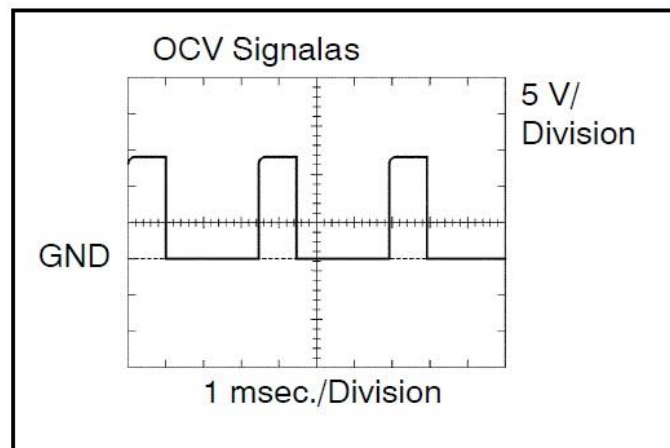 OCV Signalas
5 V/
Division
GND
1 msec./Division